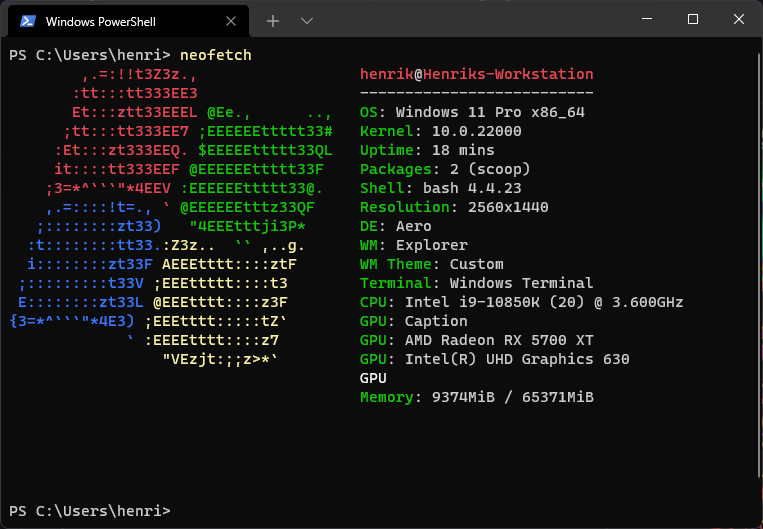 Windows PowerShell
PS C:\Users\henri> neofetch
        ,.=:!!t3Z3z.,                  henrik@Henriks-Workstation
       :tt:::tt333EE3                  --------------------------
       Et:::ztt33EEEL @Ee.,      ..,   OS: Windows 11 Pro x86_64
      ;tt:::tt333EE7 ;EEEEEEttttt33#   Kernel: 10.0.22000
     :Et:::zt333EEQ. $EEEEEttttt33QL   Uptime: 18 mins
     it::::tt333EEF @EEEEEEttttt33F    Packages: 2 (scoop)
    ;3=*^```"*4EEV :EEEEEEttttt33@.    Shell: bash 4.4.23
    ,.=::::!t=., ` @EEEEEEttttz33QF    Resolution: 2560x1440
   ;::::::::zt33)   "4EEEtttji3P*      DE: Aero
  :t::::::::tt33.:Z3z..  `` ,..g.      WM: Explorer
  i::::::::zt33F AEEEtttt::::ztF       WM Theme: Custom
 ;:::::::::t33V ;EEEttttt::::t3        Terminal: Windows Terminal
 E::::::::zt33L @EEEtttt::::z3F        CPU: Intel i9-10850K (20) @ 3.600GHz
{3=*^```"*4E3) ;EEEtttt:::::tZ`        GPU: Caption
             ` :EEEEtttt::::z7         GPU: AMD Radeon RX 5700 XT
                 "VEzjt:;;z>*`         GPU: Intel(R) UHD Graphics 630
                                       GPU
                                       Memory: 9374MiB / 65371MiB
PS C:\Users\henri>